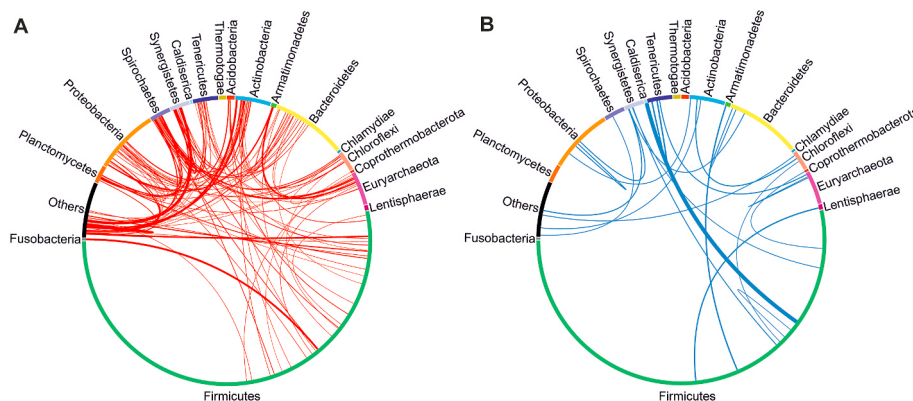 A
Fusobacteria
Others
Planctomycetes
Proteobacteria
Spirochaetes
Synergistetes
Caldiserica
Tenericutes
Thermotogae
Acidobacteria
Actinobacteria
Armatimonadetes
Bacteroidetes
Chlamydiae
Chloroflexi
Coprothermobacterota
Euryarchaeota
Lentisphaerae
Firmicutes
B
Fusobacteria
Others
Planctomycetes
Proteobacteria
Spirochaetes
Synergistetes
Caldiserica
Tenericutes
Thermotogae
Acidobacteria
Actinobacteria
Armatimonadetes
Bacteroidetes
Chlamydiae
Chloroflexi
Coprothermobacterota
Euryarchaeota
Lentisphaerae
Firmicutes